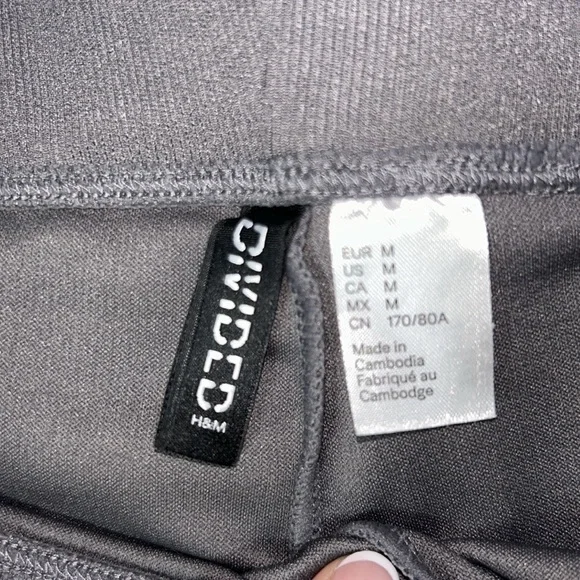 DIVIDED
H&M
EUR M
US M
CA M
MX M
CN 170/80A
Made in
Cambodia
Fabriqué au
Cambodge